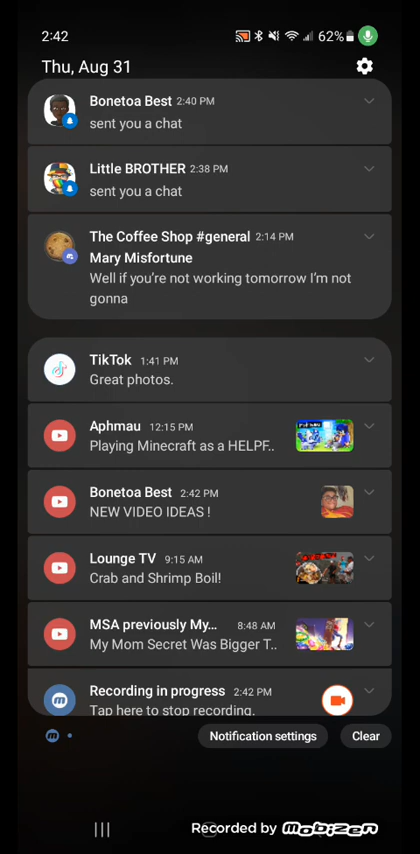 2:42
62%
Thu, Aug 31
Bonetoa Best 2:40 PM
sent you a chat
Little BROTHER 2:38 PM
sent you a chat
The Coffee Shop #general 2:14 PM
Mary Misfortune
Well if you're not working tomorrow I'm not
gonna
TikTok 1:41 PM
Great photos.
Aphmau 12:15 PM
Playing Minecraft as a HELPF..
Bonetoa Best 2:42 PM
NEW VIDEO IDEAS !
Lounge TV 9:15 AM
Crab and Shrimp Boil!
MSA previously My... 8:48 AM
My Mom Secret Was Bigger T..
Recording in progress 2:42 PM
Tap here to stop recording.
Notification settings
Clear
Recorded by mobizen